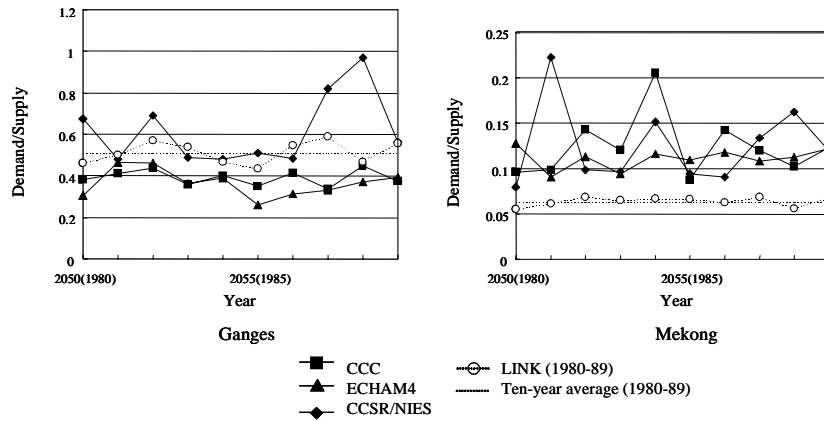 1.2
1
0.8
0.6
0.4
0.2
0
Demand/Supply
2050(1980)
2055(1985)
Year
Ganges
0.25
0.2
0.15
0.1
0.05
0
Demand/Supply
2050(1980)
2055(1985)
Year
Mekong
CCC
ECHAM4
CCSR/NIES
LINK (1980-89)
Ten-year average (1980-89)